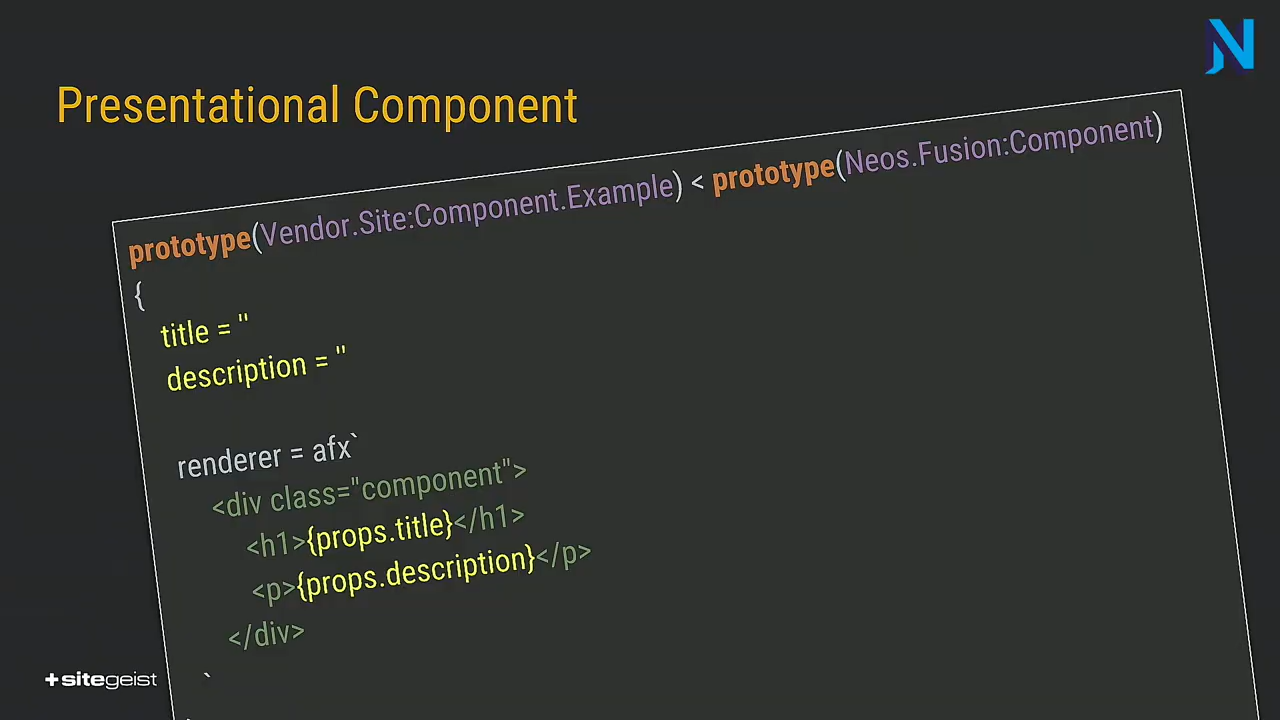 N
Presentational Component
prototype(Vendor.Site:Component.Example) < prototype(Neos.Fusion:Component)
{
title = ''
description = ''
renderer = afx`
<div class="component">
<h1>{props.title}</h1>
<p>{props.description}</p>
</div>
`
+sitegeist